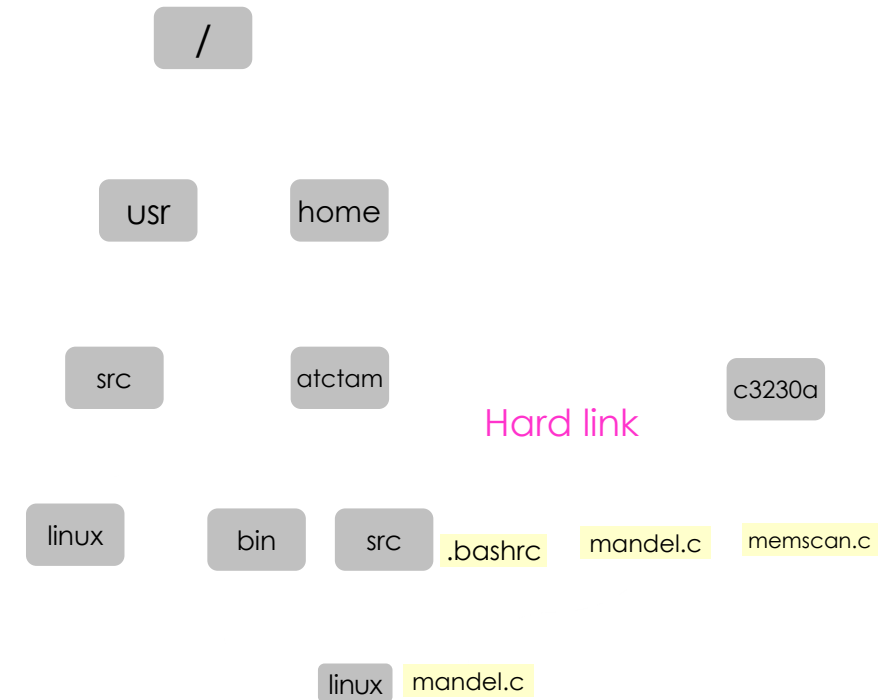 /
usr
home
src
atctam
c3230a
Hard link
linux
bin
src
.bashrc
mandel.c
memscan.c
linux
mandel.c